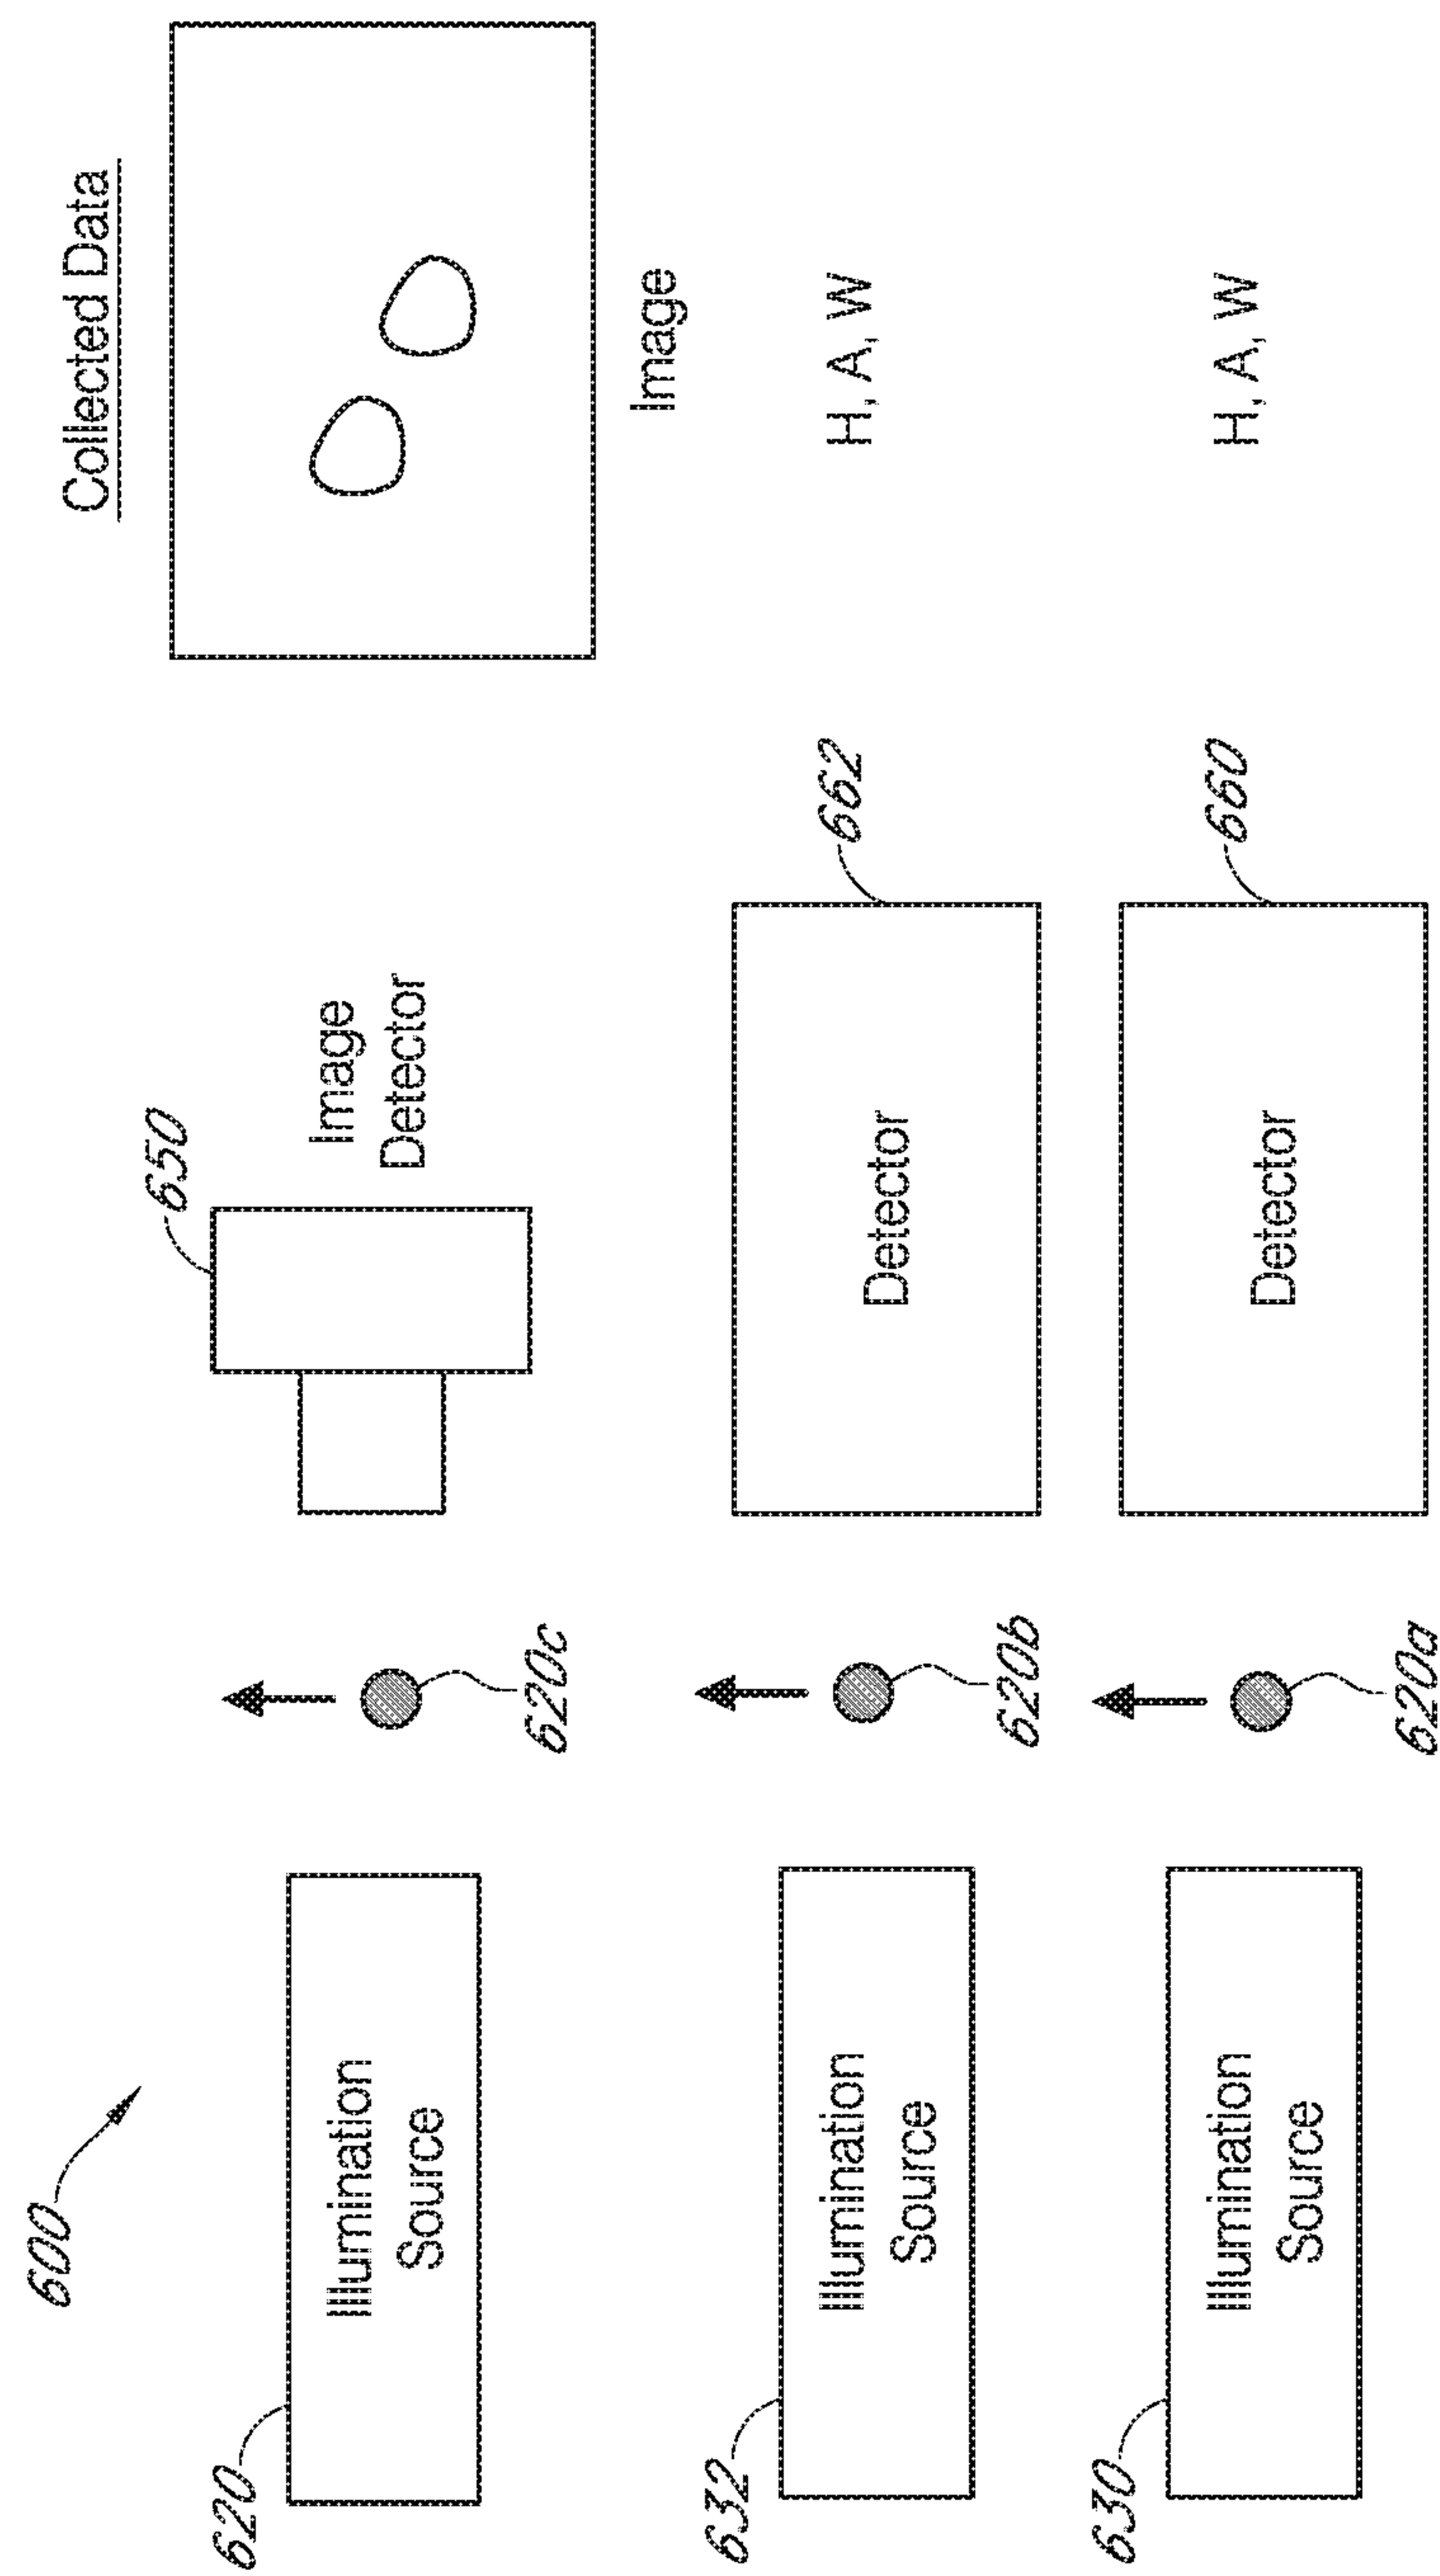 600
Collected Data
620
Illumination
Source
620c
650
Image
Detector
Image
632
Illumination
Source
620b
Detector
662
H, A, W
630
Illumination
Source
620a
Detector
660
H, A, W